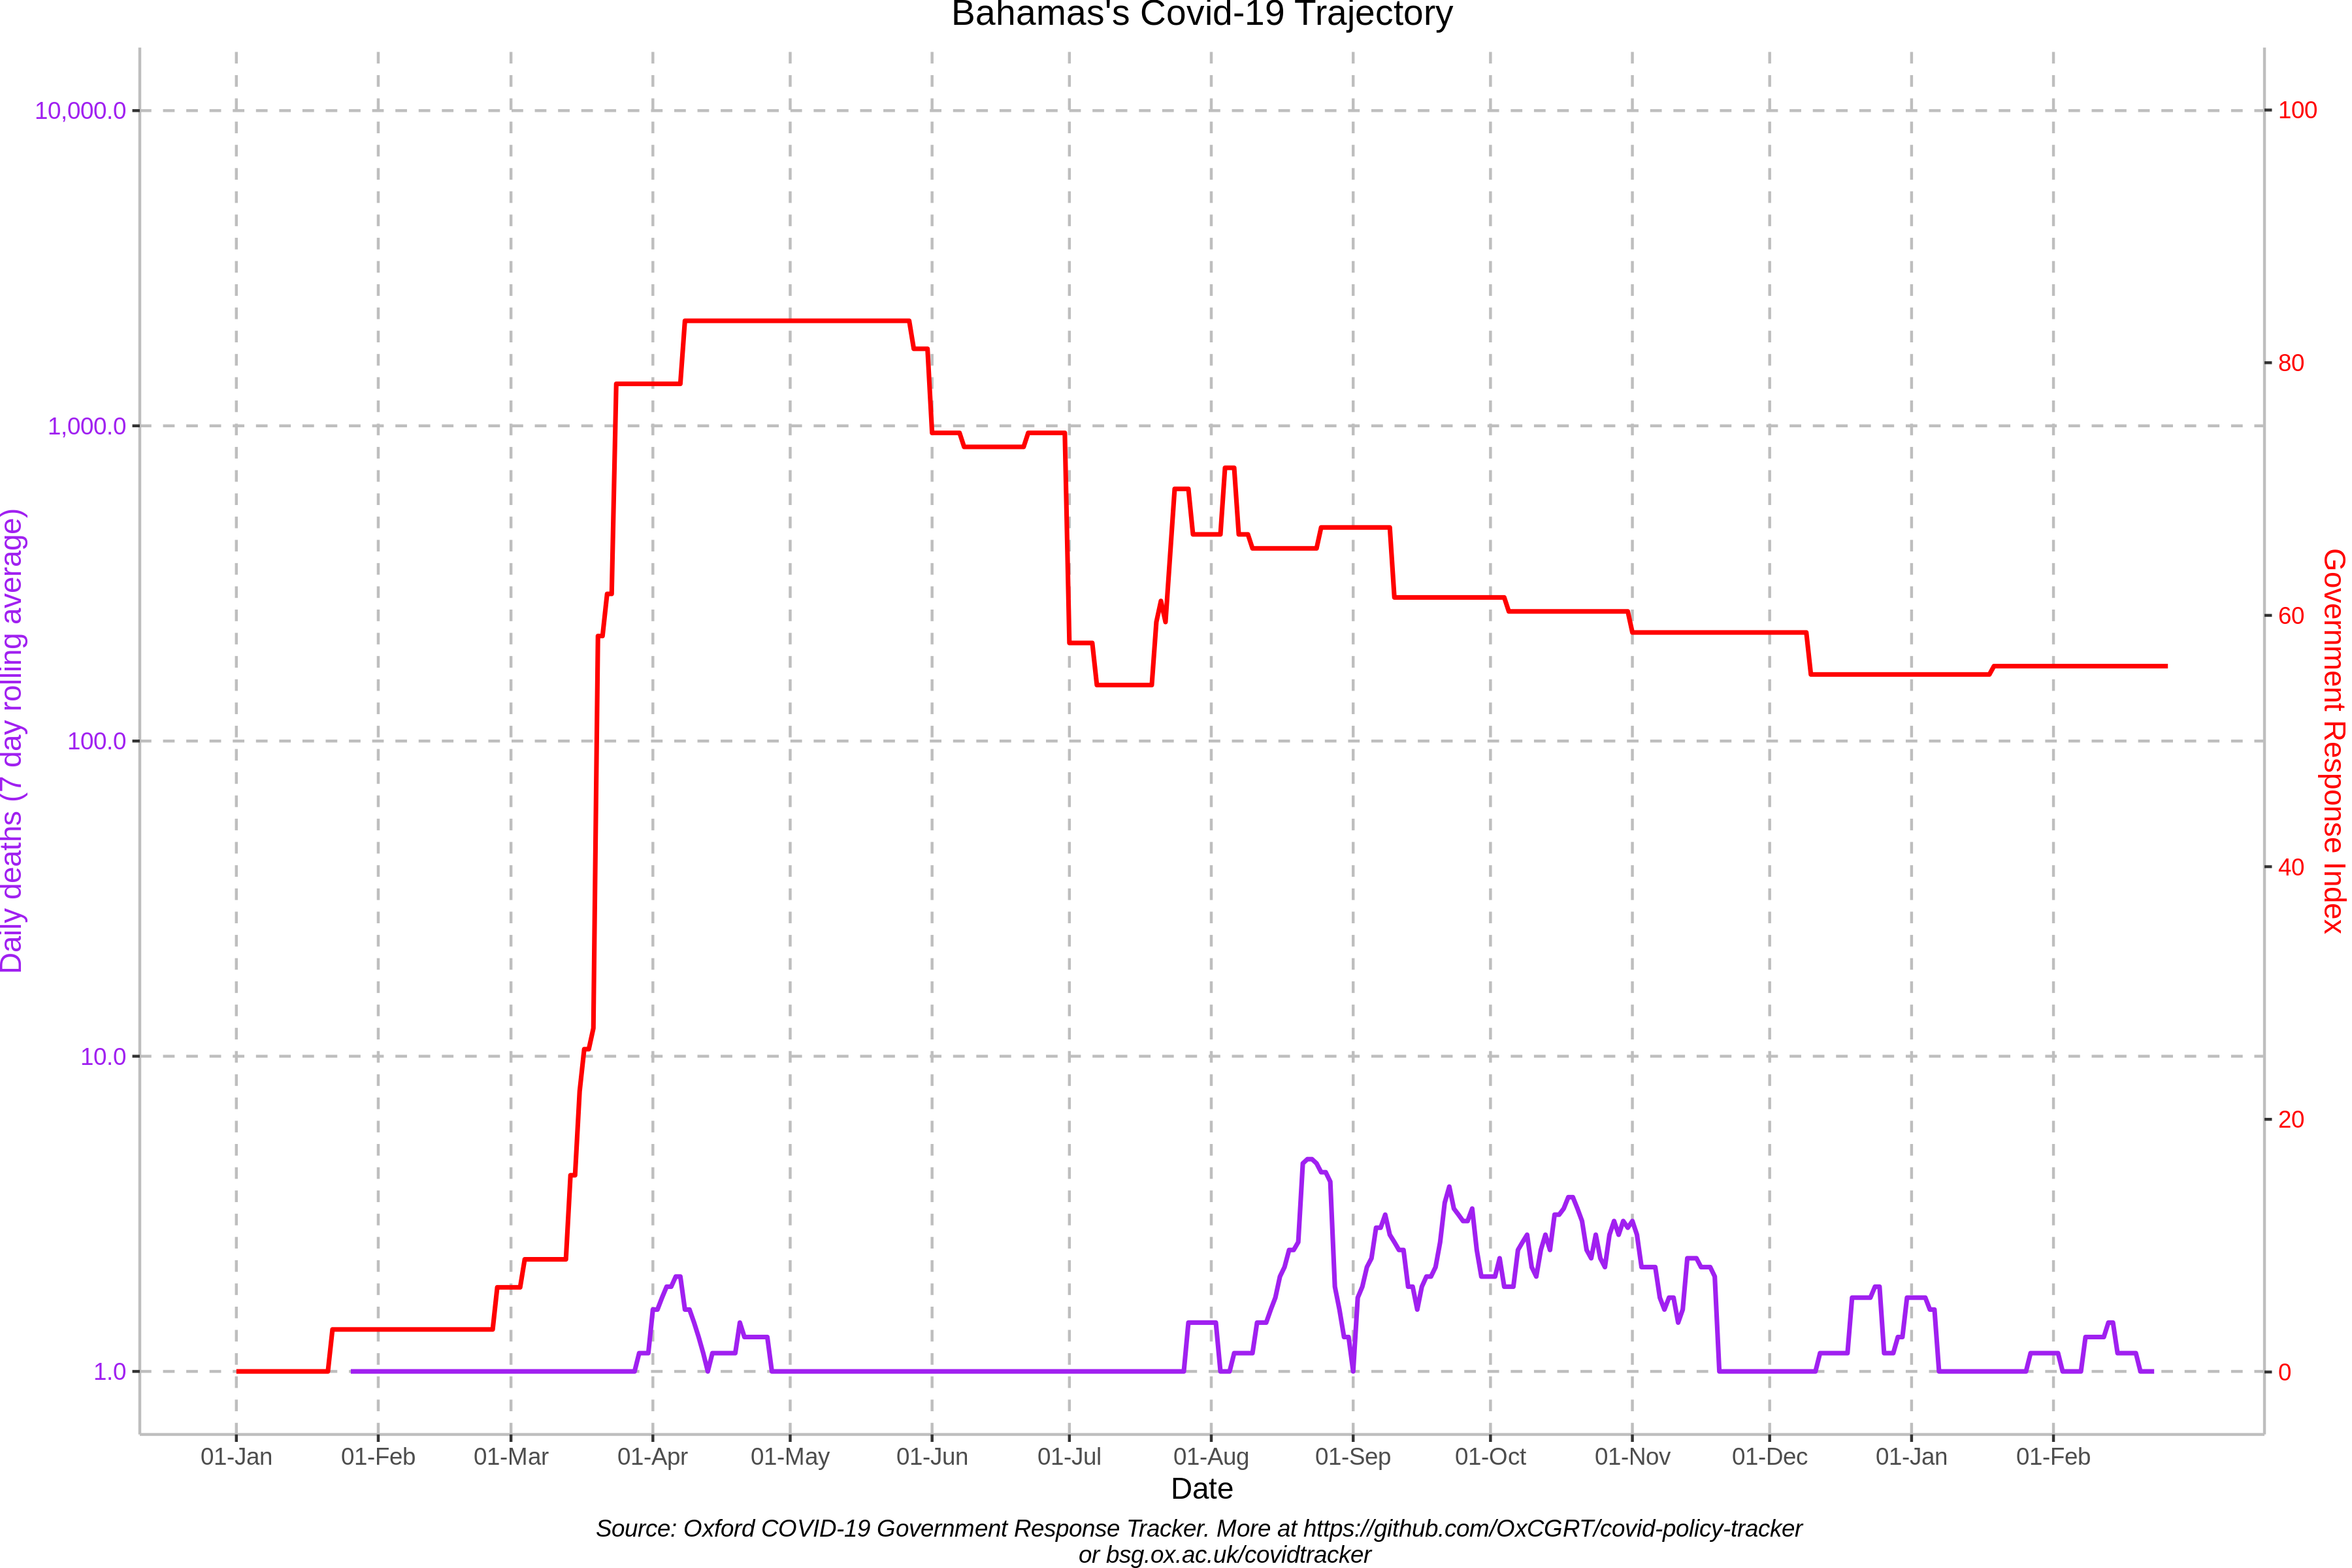 Bahamas's Covid-19 Trajectory
10,000.0
1,000.0
100.0
10.0
1.0
Daily deaths (7 day rolling average)
100
80
60
40
20
0
Government Response Index
01-Jan 01-Feb 01-Mar 01-Apr 01-May 01-Jun 01-Jul 01-Aug 01-Sep 01-Oct 01-Nov 01-Dec 01-Jan 01-Feb
Date
Source: Oxford COVID-19 Government Response Tracker. More at https://github.com/OxCGRT/covid-policy-tracker
or bsg.ox.ac.uk/covidtracker